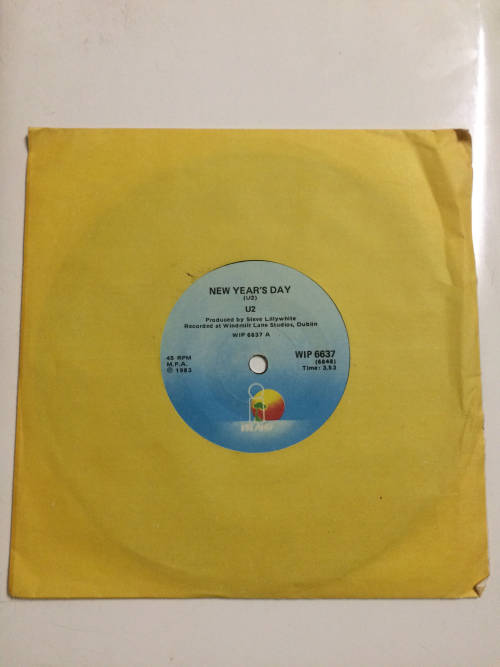 NEW YEAR'S DAY
(U2)
U2
Produced by Steve Lillywhite
Recorded at Windmill Lane Studios, Dublin
WIP 6637 A
45 RPM
M.P.A.
℗ 1983
WIP 6637
(6848)
Time: 3.53
ISLAND